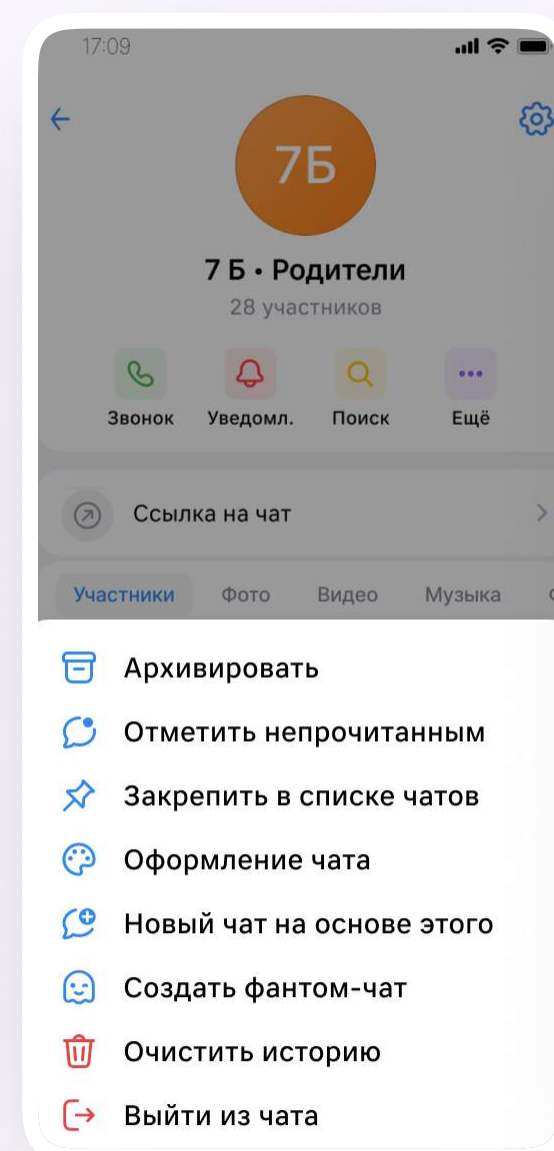 17:09
7Б
7 Б • Родители
28 участников
Звонок Уведомл. Поиск Ещё
Ссылка на чат
Участники Фото Видео Музыка
Архивировать
Отметить непрочитанным
Закрепить в списке чатов
Оформление чата
Новый чат на основе этого
Создать фантом-чат
Очистить историю
Выйти из чата